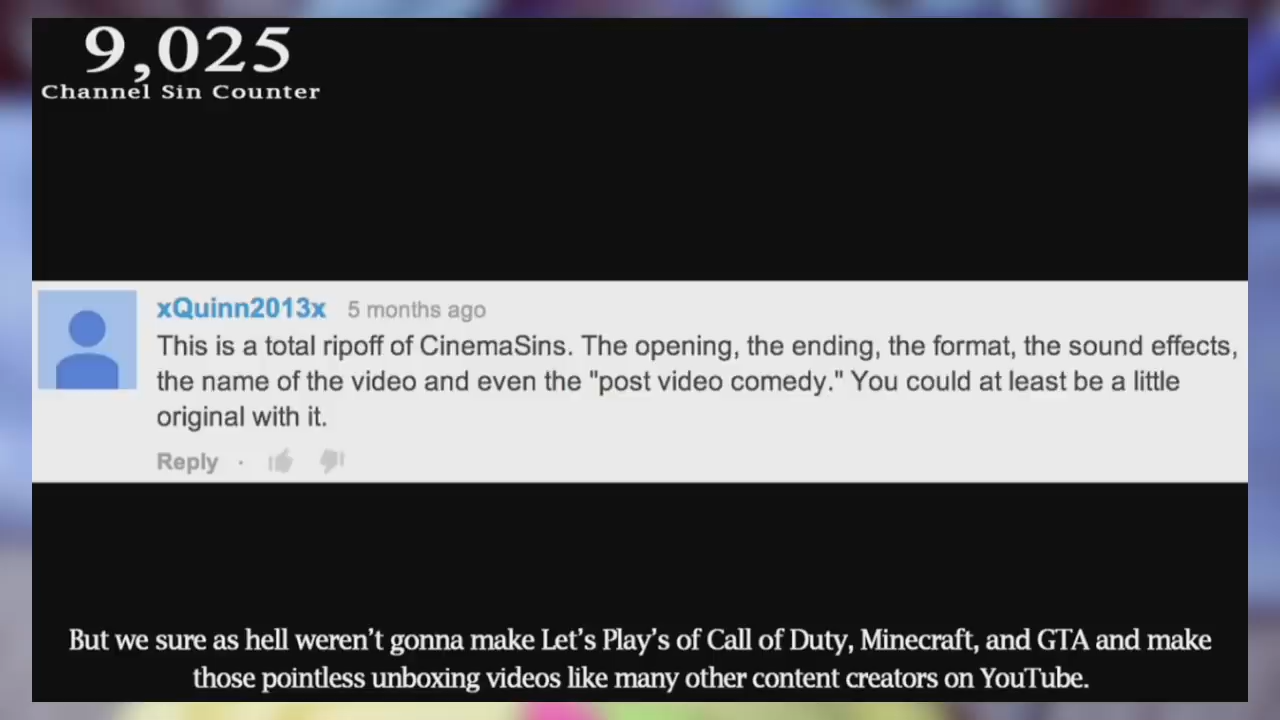 9,025
Channel Sin Counter
xQuinn2013x 5 months ago
This is a total ripoff of CinemaSins. The opening, the ending, the format, the sound effects,
the name of the video and even the "post video comedy." You could at least be a little
original with it.
Reply ·
But we sure as hell weren't gonna make Let's Play's of Call of Duty, Minecraft, and GTA and make
those pointless unboxing videos like many other content creators on YouTube.